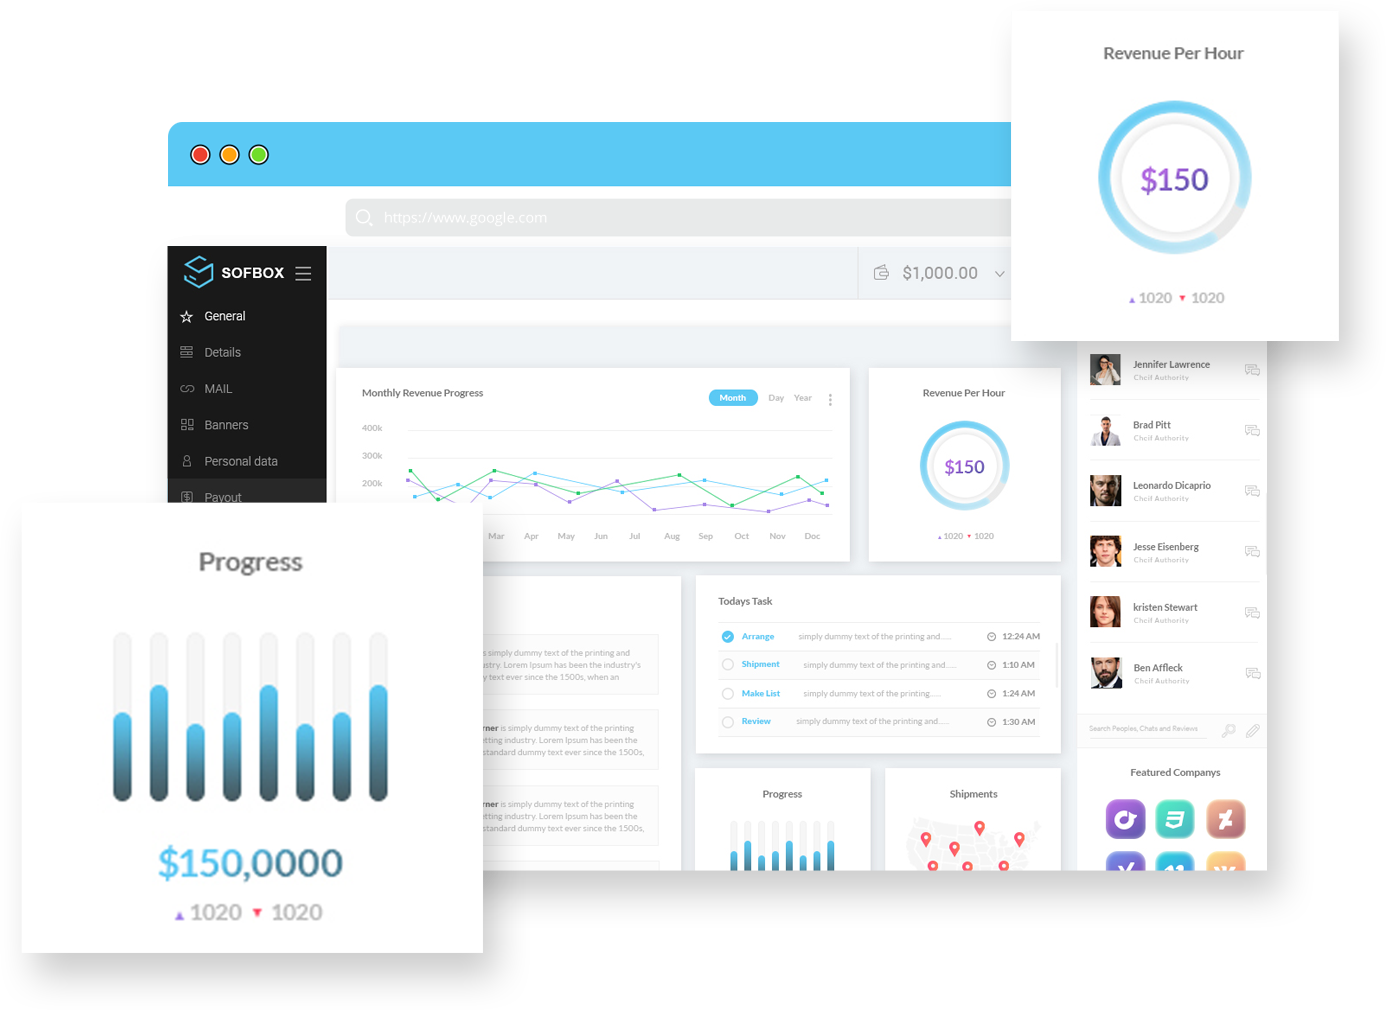 Revenue Per Hour
$150
1020 1020
https://www.google.com
SOFBOX
$1,000.00
General
Details
MAIL
Banners
Personal data
Payout
Monthly Revenue Progress
Month Day Year
400k
300k
200k
Mar Apr May Jun Jul Aug Sep Oct Nov Doc
Revenue Per Hour
$150
1020 1020
Jennifer Lawrence
Chcif Authority
Brad Pitt
Chcif Authority
Leonardo Dicaprio
Chcif Authority
Jesse Eisenberg
Chcif Authority
kristen Stewart
Chcif Authority
Ben Affleck
Chcif Authority
Search Peoples, Chats and Reviews
Featured Companys
Progress
$150,0000
1020 1020
s simply dummy text of the printing and
ustry. Lorem Ipsum has been the industry's
y text ever since the 1500s, when an
rner is simply dummy text of the printing
etting industry. Lorem Ipsum has been the
standard dummy text ever since the 1500s,
rner is simply dummy text of the printing
etting industry. Lorem Ipsum has been the
standard dummy text ever since the 1500s,
Todays Task
Arrange simply dummy text of the printing and..... 12:24 AM
Shipment simply dummy text of the printing and..... 1:10 AM
Make List simply dummy text of the printing..... 1:24 AM
Review simply dummy text of the printing and..... 1:30 AM
Progress
Shipments